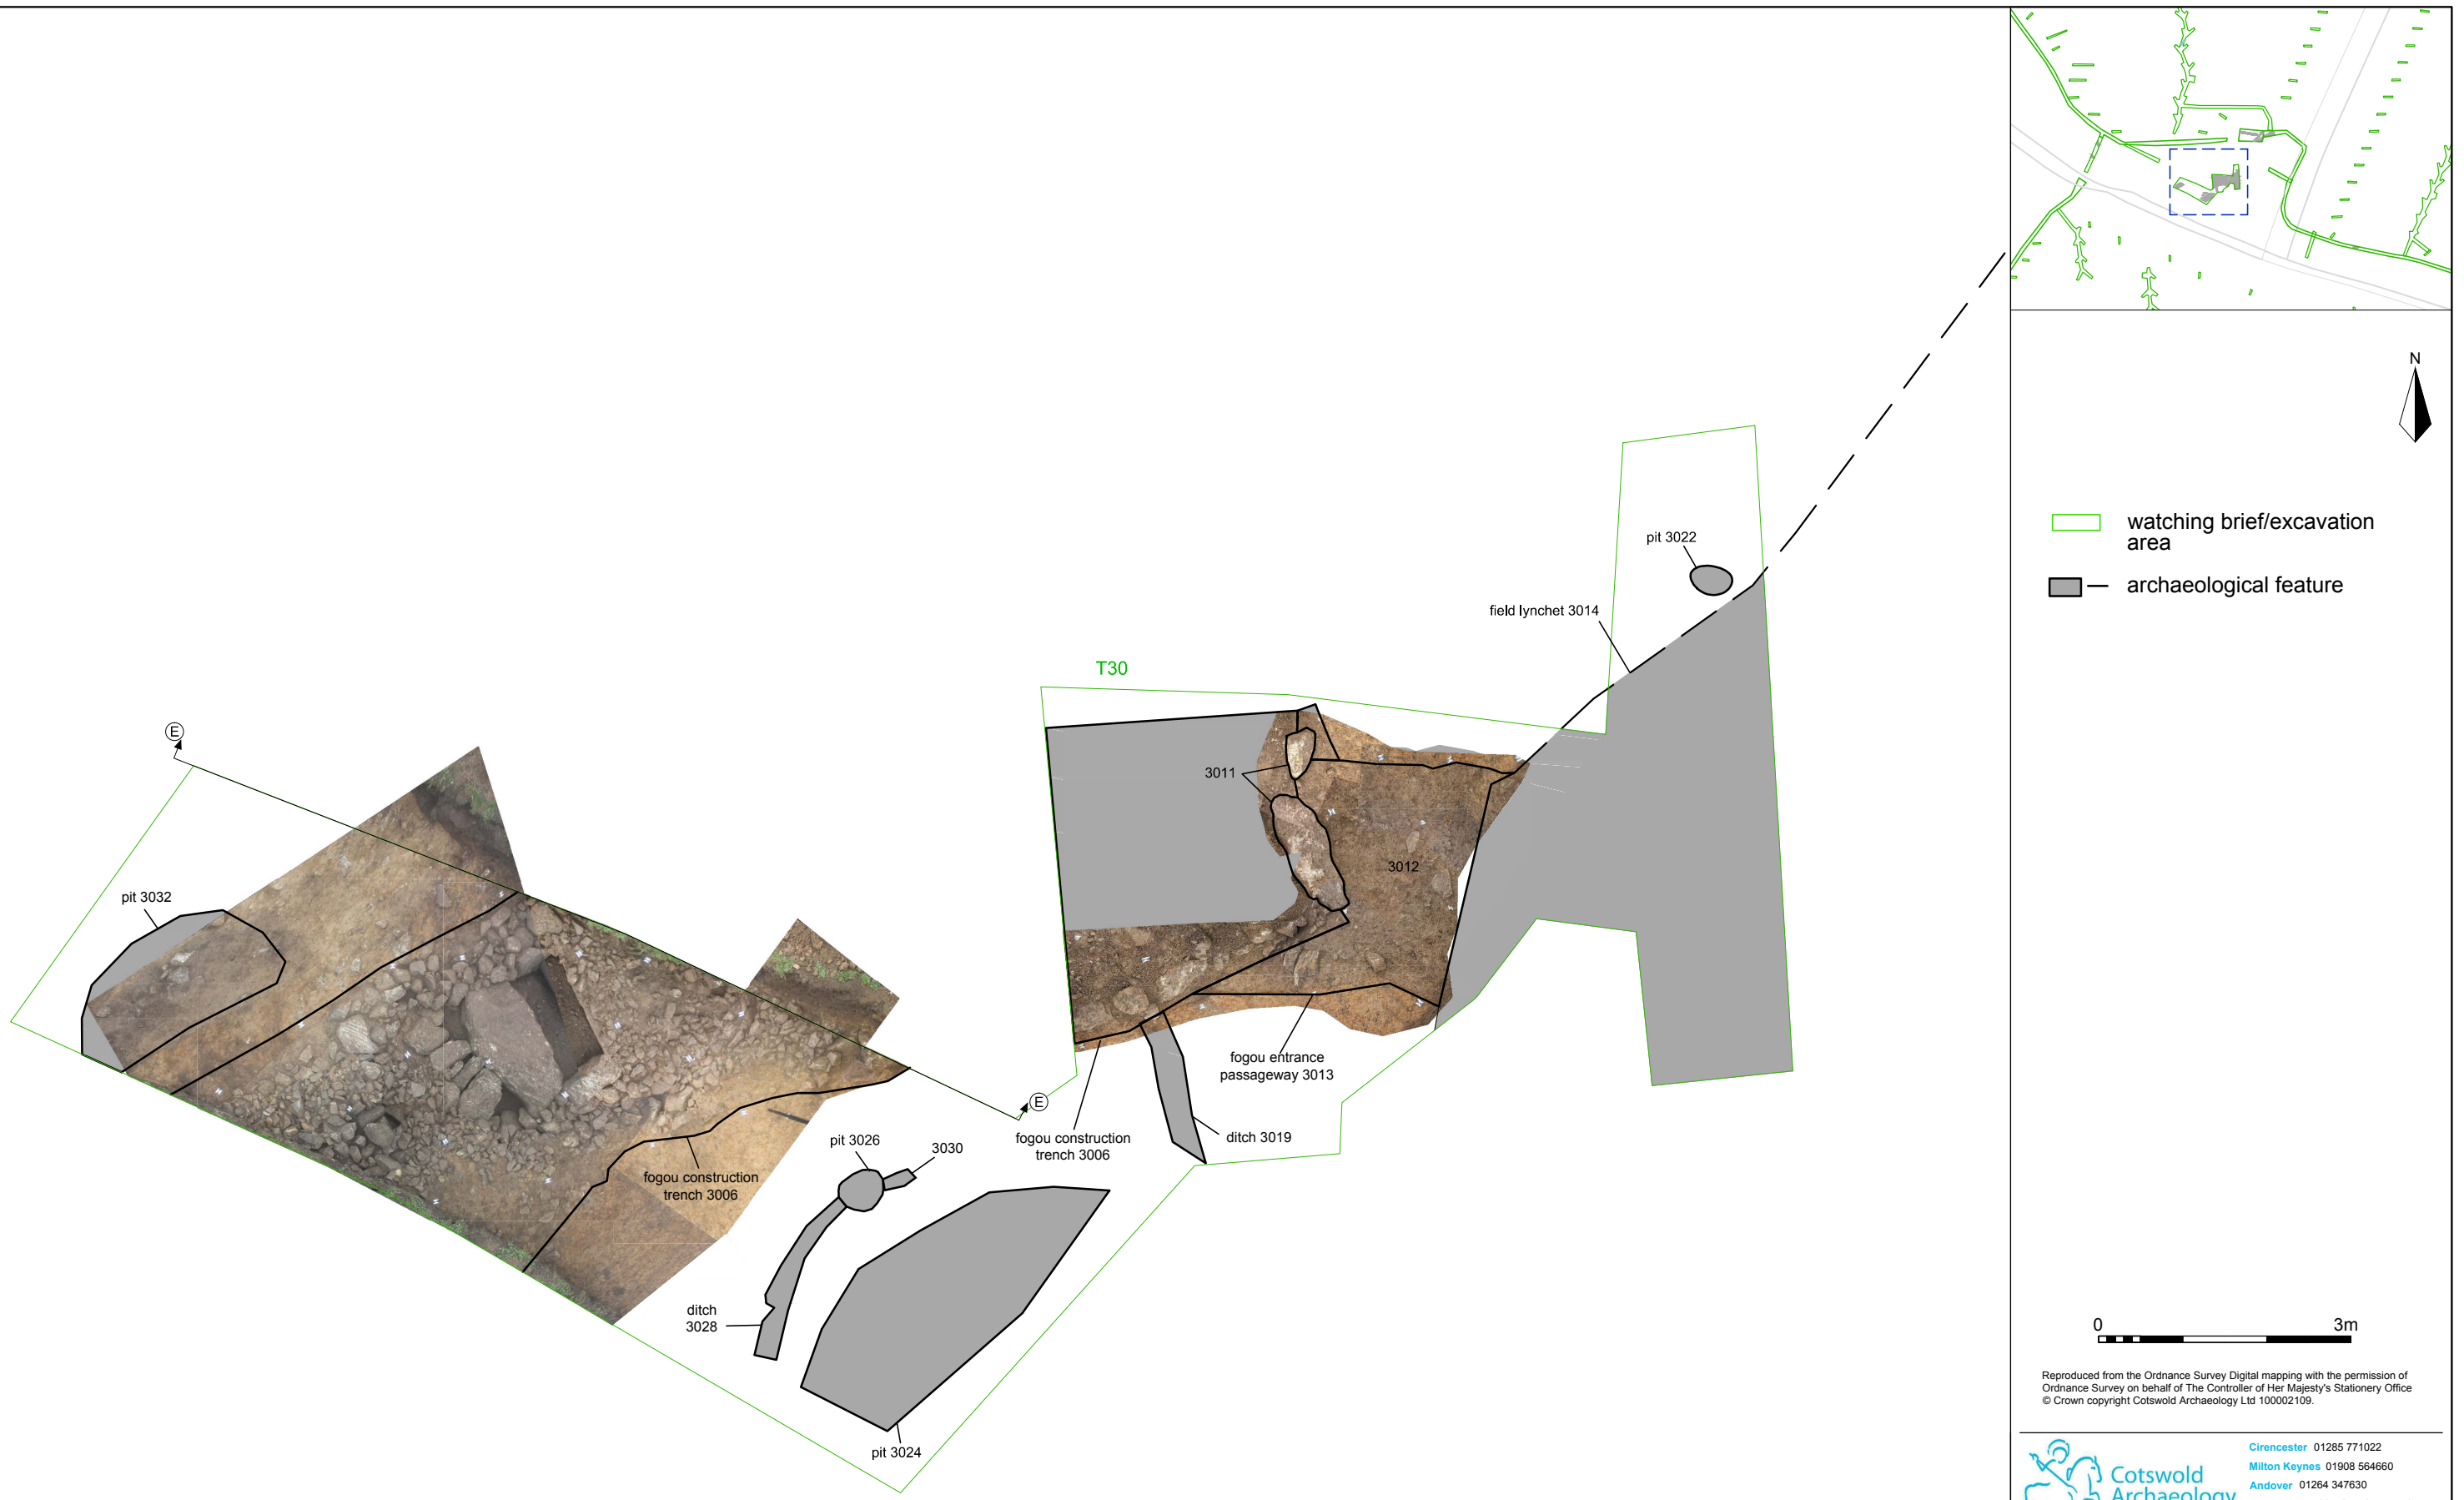 N
watching brief/excavation
area
archaeological feature
pit 3022
field lynchet 3014
T30
E
3011
3012
pit 3032
fogou entrance
passageway 3013
E
fogou construction
trench 3006
ditch 3019
pit 3026
3030
fogou construction
trench 3006
ditch
3028
pit 3024
0 3m
Reproduced from the Ordnance Survey Digital mapping with the permission of
Ordnance Survey on behalf of The Controller of Her Majesty's Stationery Office
© Crown copyright Cotswold Archaeology Ltd 100002109.
Cotswold
Archaeology
Cirencester 01285 771022
Milton Keynes 01908 564660
Andover 01264 347630